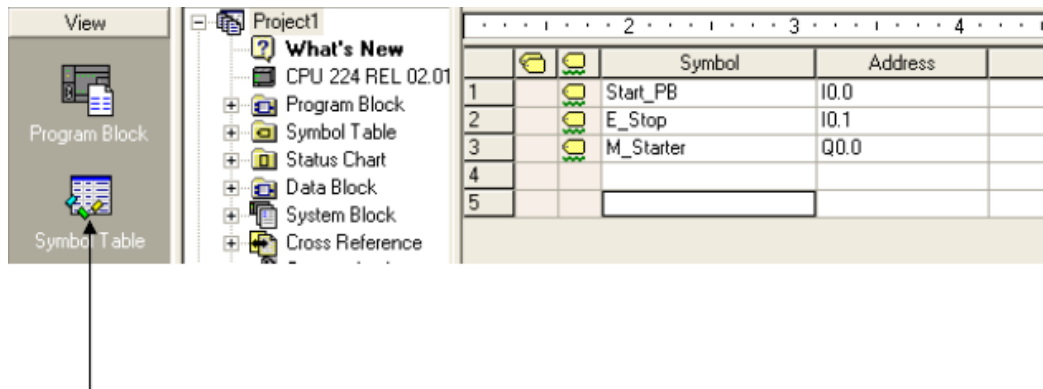 View
Program Block
Symbol Table
Project1
What's New
CPU 224 REL 02.01
Program Block
Symbol Table
Status Chart
Data Block
System Block
Cross Reference
2 3 4
Symbol Address
1 Start_PB I0.0
2 E_Stop I0.1
3 M_Starter Q0.0
4
5